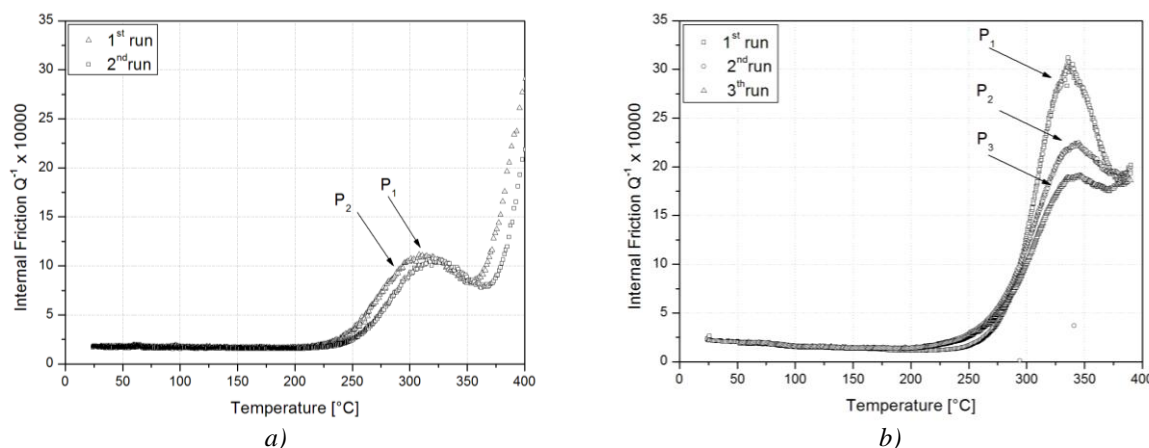 35
30
25
20
15
10
5
0
Internal Friction Q⁻¹ x 10000
1ˢᵗ run
2ⁿᵈ run
P₂
P₁
0 50 100 150 200 250 300 350 400
Temperature [°C]
a)
35
30
25
20
15
10
5
0
Internal Friction Q⁻¹ x 10000
1ˢᵗ run
2ⁿᵈ run
3ᵗʰ run
P₁
P₂
P₃
0 50 100 150 200 250 300 350 400
Temperature [°C]
b)